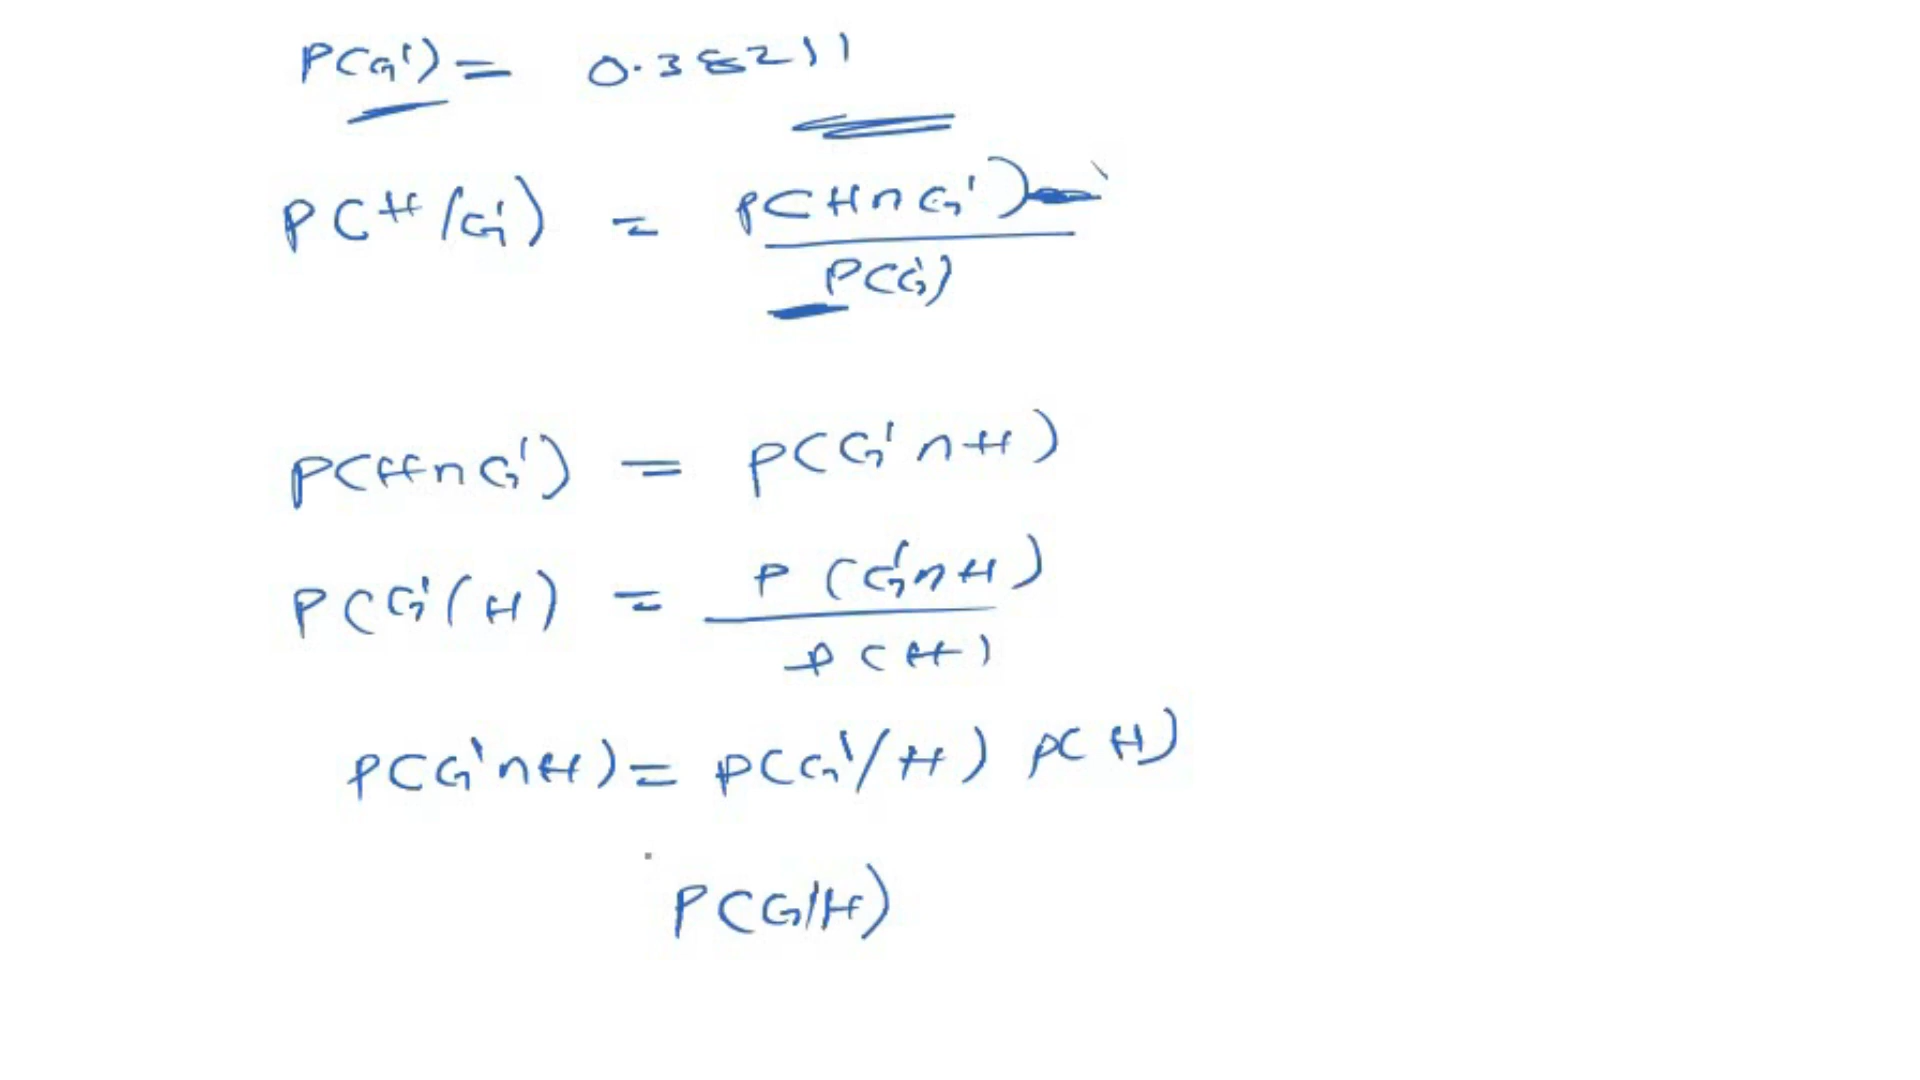 P(G') = 0.38211
P(H/G') = P(H∩G')
P(G')
P(H∩G') = P(G'∩H)
P(G'/H) = P(G'∩H)
P(H)
P(G'∩H) = P(G'/H) P(H)
P(G/H)